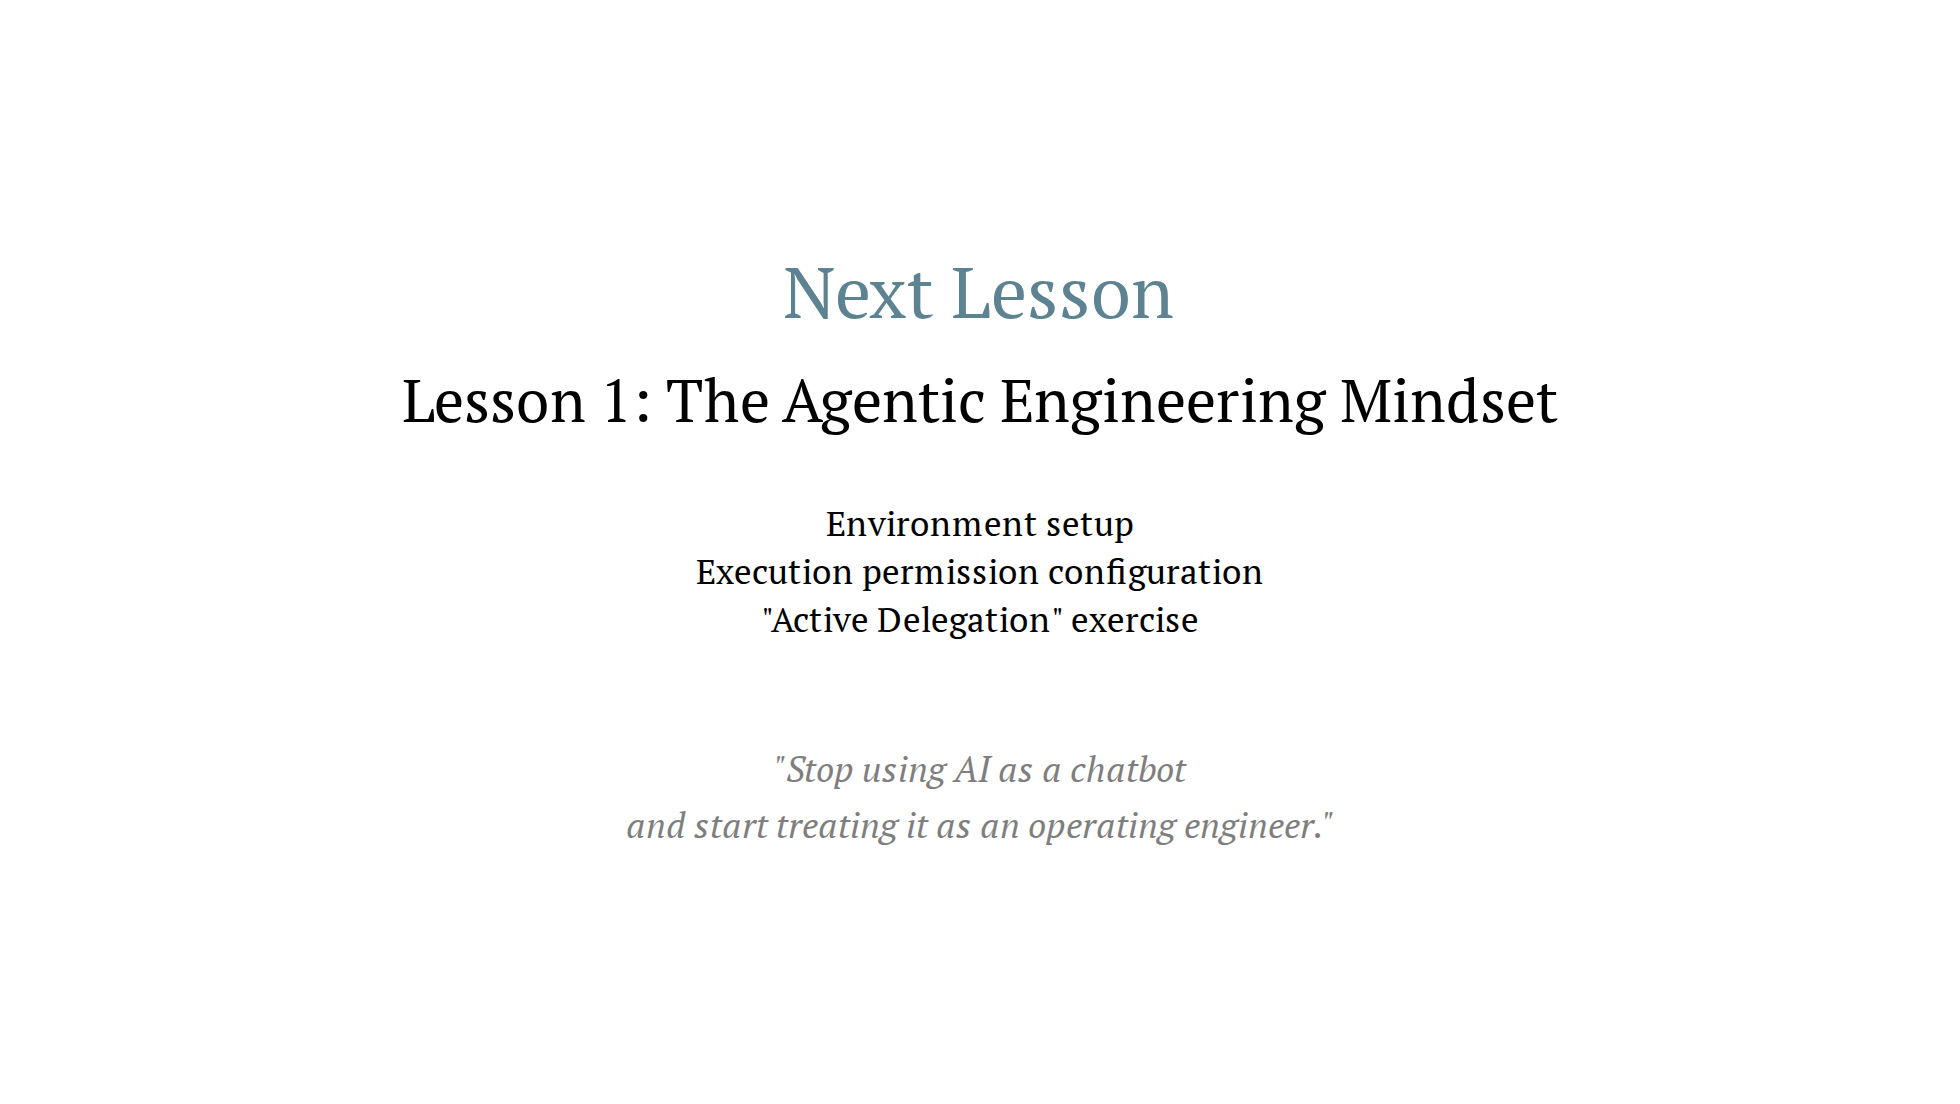 Next Lesson
Lesson 1: The Agentic Engineering Mindset
Environment setup
Execution permission configuration
"Active Delegation" exercise
"Stop using AI as a chatbot
and start treating it as an operating engineer."